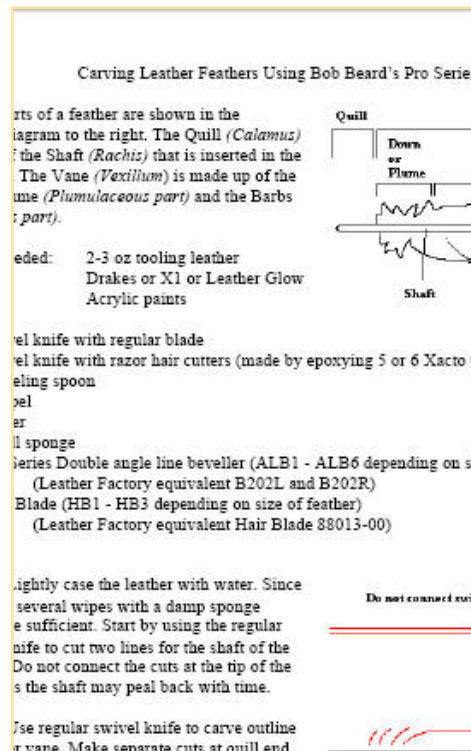 Carving Leather Feathers Using Bob Beard's Pro Serie
rts of a feather are shown in the
iagram to the right. The Quill (Calamus)
f the Shaft (Rachis) that is inserted in the
. The Vane (Vexilium) is made up of the
ume (Plumulaceous part) and the Barbs
s part).
Quill
Down
or
Plume
Shaft
eded: 2-3 oz tooling leather
Drakes or X1 or Leather Glow
Acrylic paints
vel knife with regular blade
vel knife with razor hair cutters (made by epoxying 5 or 6 Xacto
eling spoon
pel
er
ll sponge
Series Double angle line beveller (ALB1 - ALB6 depending on s
(Leather Factory equivalent B202L and B202R)
Blade (HB1 - HB3 depending on size of feather)
(Leather Factory equivalent Hair Blade 88013-00)
Lightly case the leather with water. Since
several wipes with a damp sponge
e sufficient. Start by using the regular
nife to cut two lines for the shaft of the
Do not connect the cuts at the tip of the
s the shaft may peal back with time.
Do not connect swi
Use regular swivel knife to carve outline
r vane. Make separate cuts at quill end